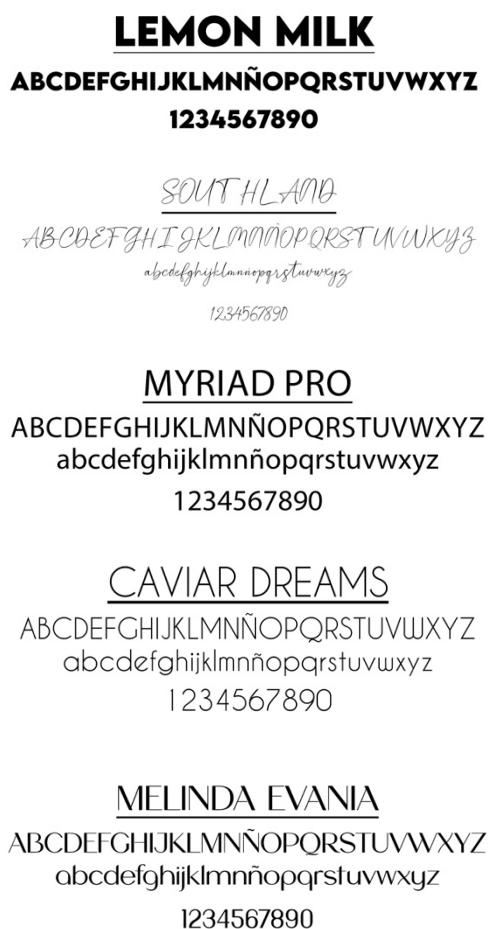 LEMON MILK
ABCDEFGHIJKLMNÑOPQRSTUVWXYZ
1234567890
SOUTHLAND
ABCDEFGHIJKLMNÑOPQRSTUVWXYZ
abcdefghijklmnñopqrstuvwxyz
1234567890
MYRIAD PRO
ABCDEFGHIJKLMNÑOPQRSTUVWXYZ
abcdefghijklmnñopqrstuvwxyz
1234567890
CAVIAR DREAMS
ABCDEFGHIJKLMNÑOPQRSTUVWXYZ
abcdefghijklmnñopqrstuvwxyz
1234567890
MELINDA EVANIA
ABCDEFGHIJKLMNÑOPQRSTUVWXYZ
abcdefghijklmnñopqrstuvwxyz
1234567890